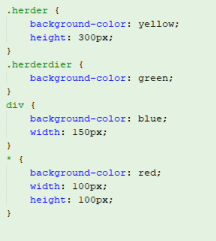 .herder {
    background-color: yellow;
    height: 300px;
}
.herderdier {
    background-color: green;
}
div {
    background-color: blue;
    width: 150px;
}
* {
    background-color: red;
    width: 100px;
    height: 100px;
}